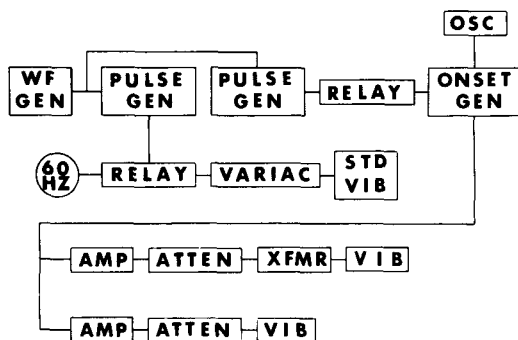 OSC
WF GEN
PULSE GEN
PULSE GEN
RELAY
ONSET GEN
60 HZ
RELAY
VARIAC
STD VIB
AMP
ATTEN
XFMR
VIB
AMP
ATTEN
VIB